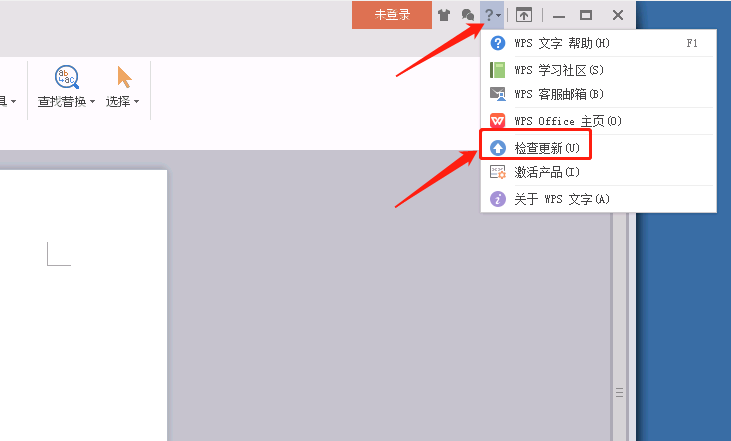 未登录
?
WPS 文字 帮助(H) F1
WPS 学习社区(S)
WPS 客服邮箱(B)
WPS Office 主页(O)
检查更新(U)
激活产品(I)
关于 WPS 文字(A)
具 查找替换 选择